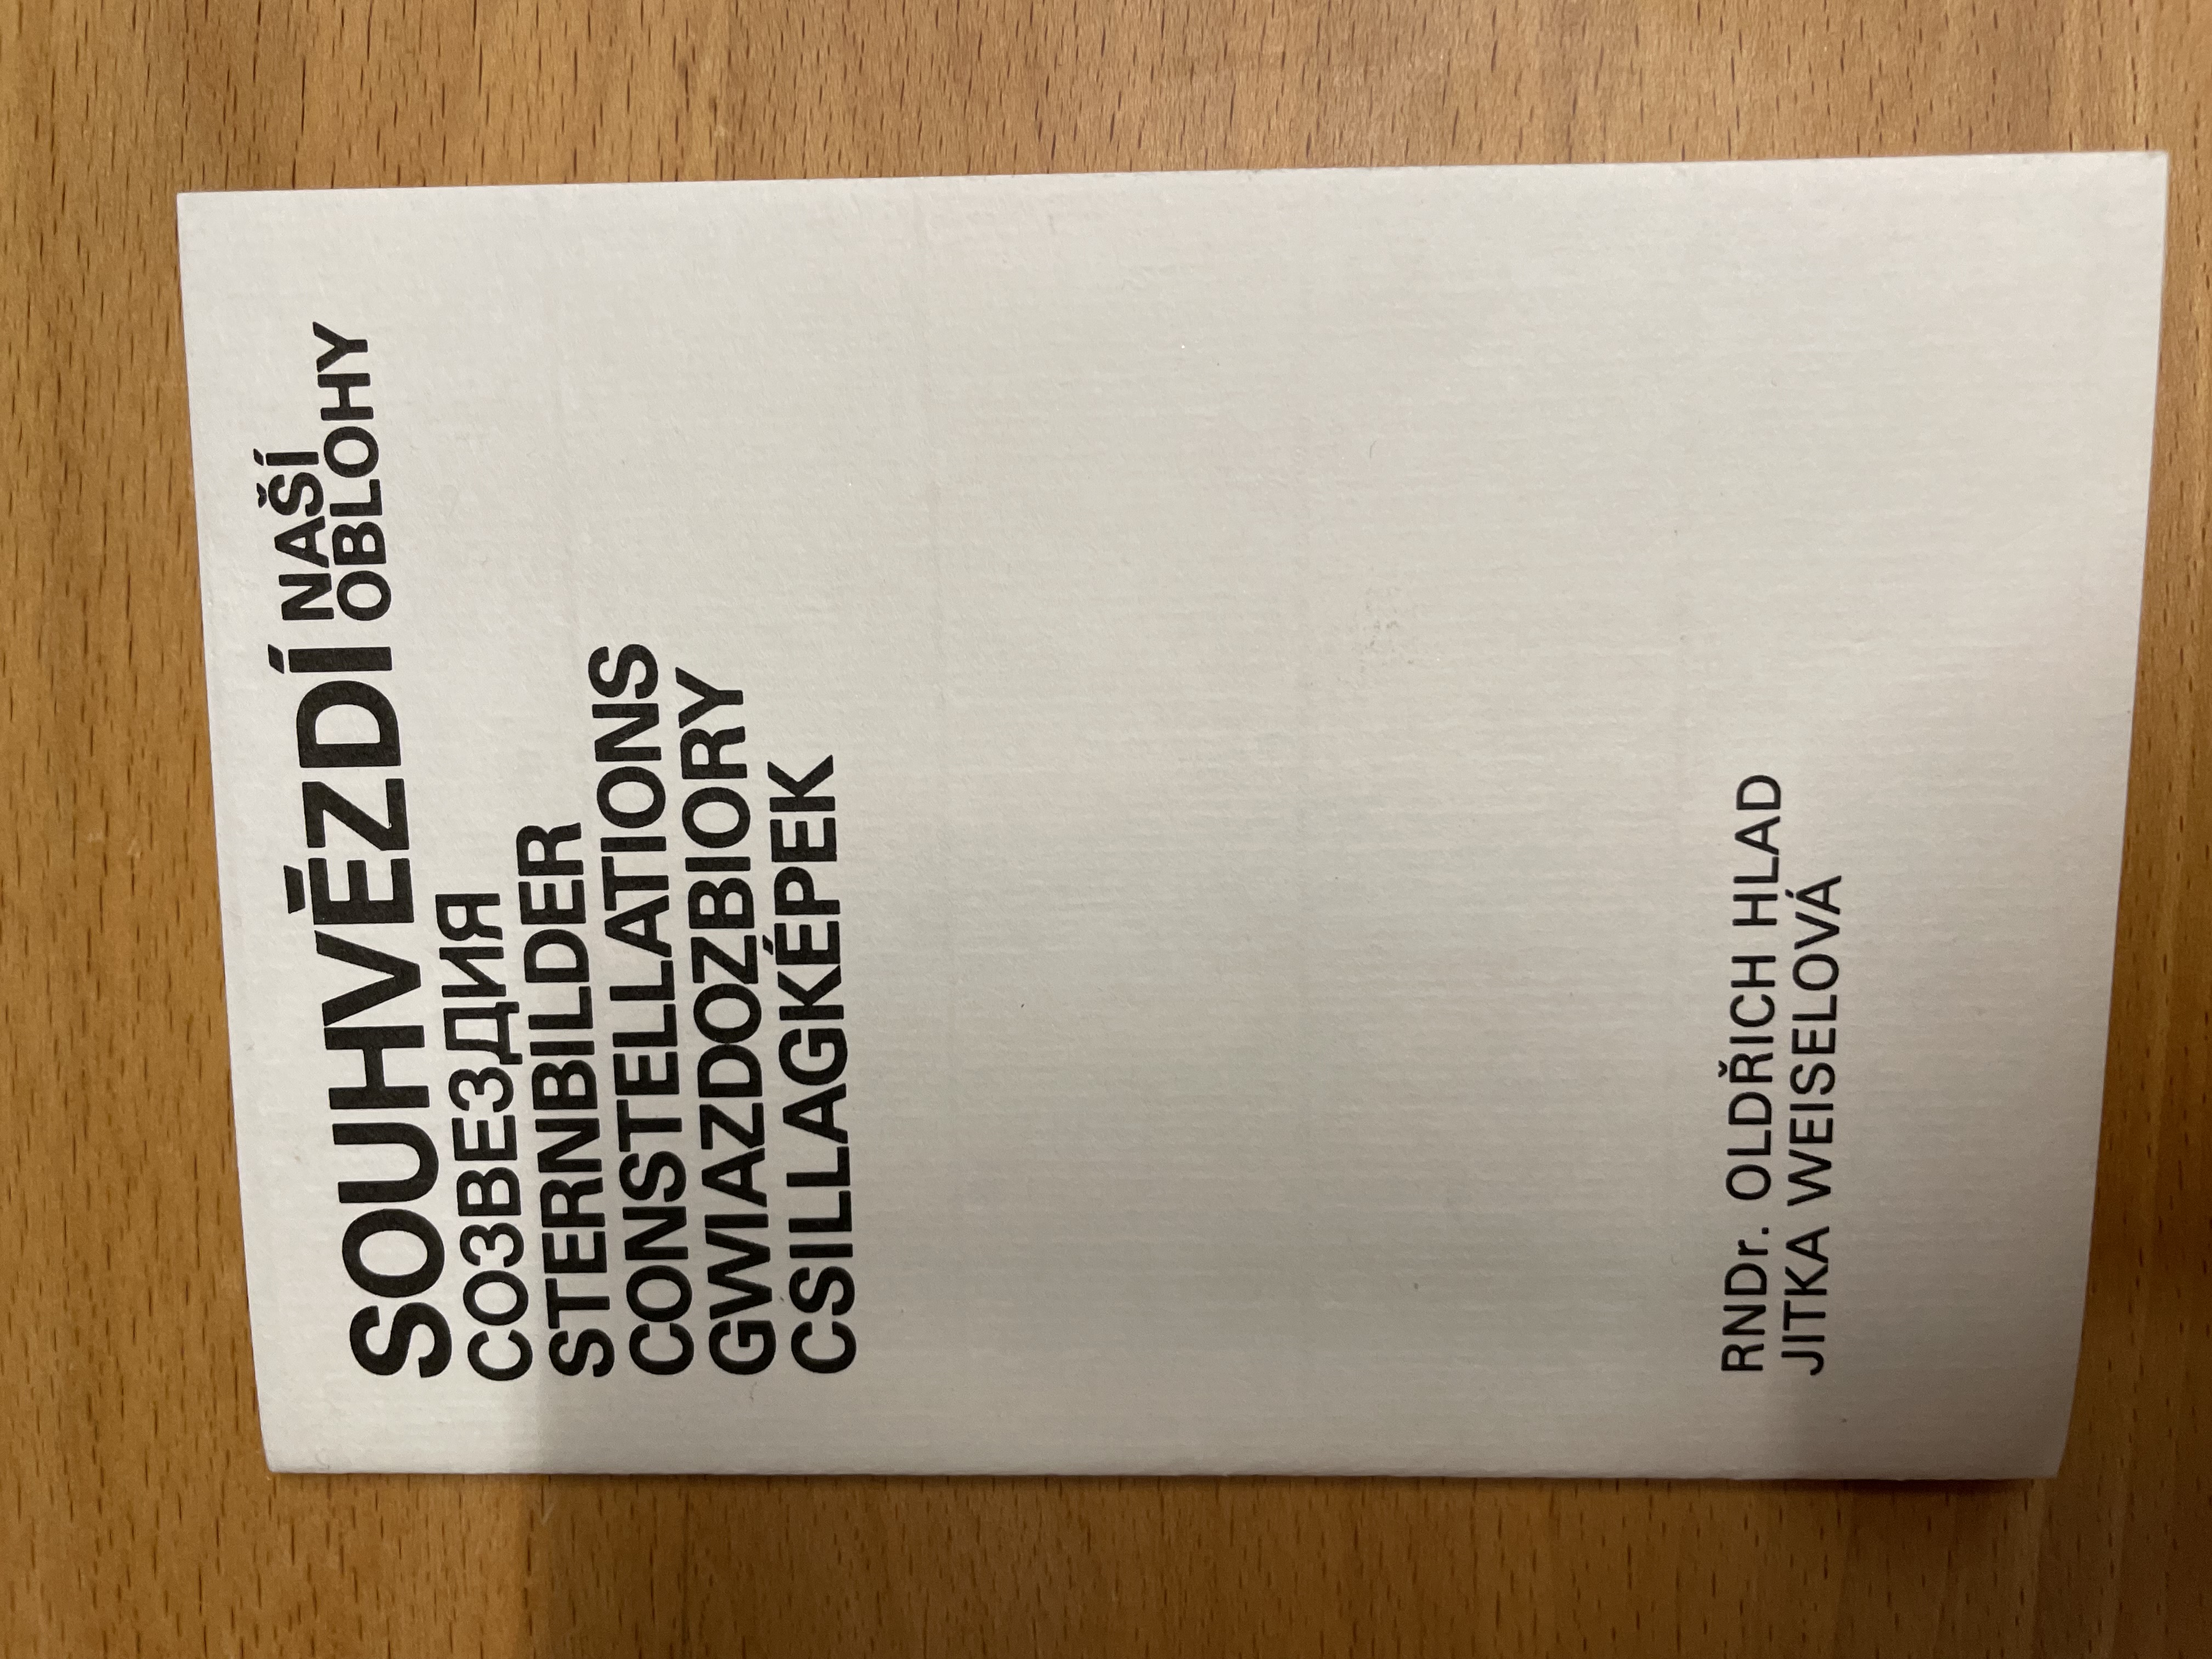 SOUHVĚZDÍ NAŠÍ OBLOHY
СОЗВЕЗДИЯ
STERNBILDER
CONSTELLATIONS
GWIAZDOZBIORY
CSILLAGKÉPEK
RNDr. OLDŘICH HLAD
JITKA WEISELOVÁ